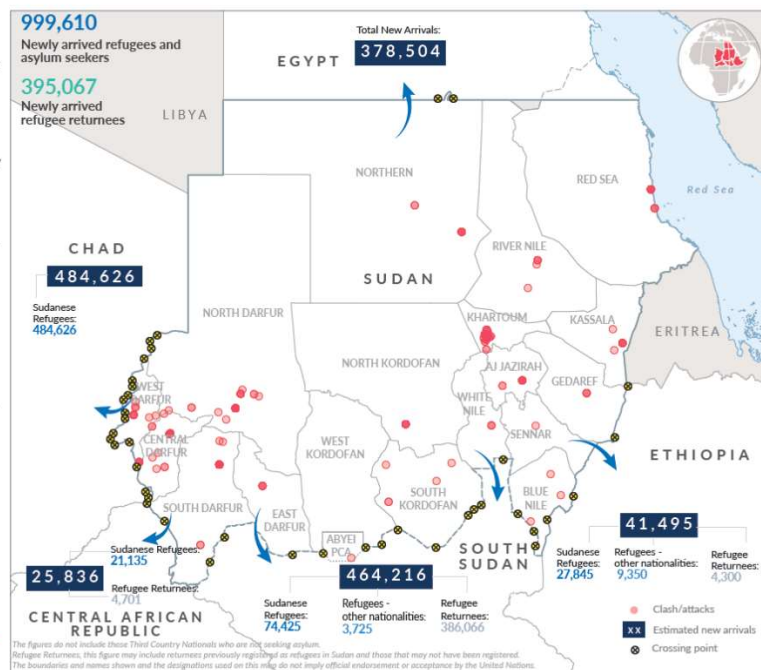 999,610
Newly arrived refugees and
asylum seekers
395,067
Newly arrived
refugee returnees
LIBYA
EGYPT
Total New Arrivals:
378,504
NORTHERN
RED SEA
Red Sea
RIVER NILE
CHAD
484,626
Sudanese
Refugees:
484,626
SUDAN
NORTH DARFUR
KHARTOUM
KASSALA
ERITREA
NORTH KORDOFAN
AJ JAZIRAH
GEDAREF
WEST
DARFUR
WHITE
NILE
SENNAR
CENTRAL
DARFUR
WEST
KORDOFAN
ETHIOPIA
SOUTH
KORDOFAN
BLUE
NILE
SOUTH DARFUR
EAST
DARFUR
ABYEI
PCA
SOUTH
SUDAN
41,495
Sudanese
Refugees:
27,845
Refugees -
other nationalities:
9,350
Refugee
Returnees:
4,300
Sudanese Refugees:
21,135
25,836
Refugee Returnees:
4,701
CENTRAL AFRICAN
REPUBLIC
464,216
Sudanese
Refugees:
74,425
Refugees -
other nationalities:
3,725
Refugee
Returnees:
386,066
Clash/attacks
XX Estimated new arrivals
Crossing point
The figures do not include those Third Country Nationals who are not seeking asylum.
Refugee Returnees, this figure may include returnees previously registered as refugees in Sudan and those that may not have been registered.
The boundaries and names shown and the designations used on this map do not imply official endorsement or acceptance by the United Nations.